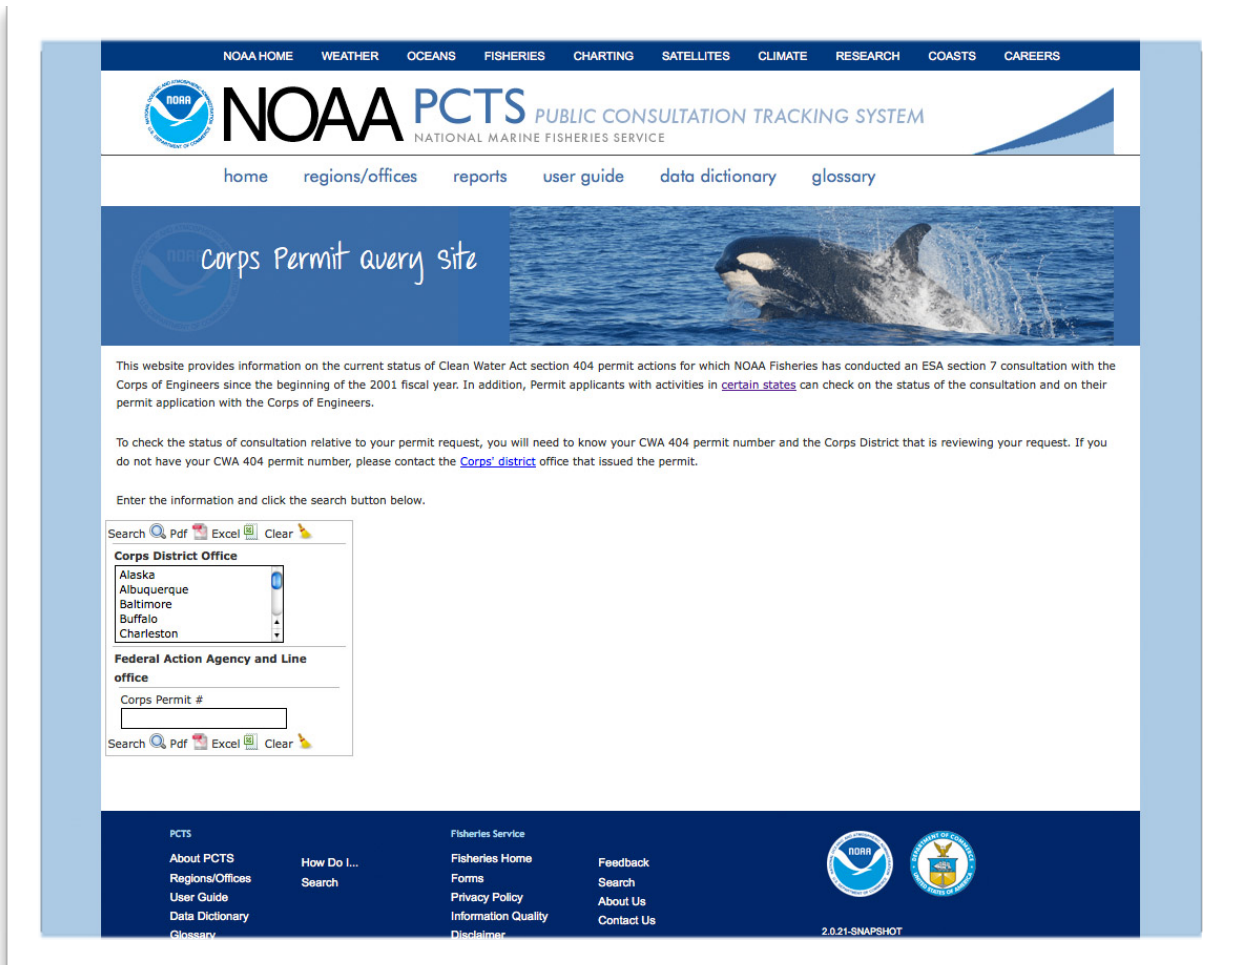 NOAA HOME WEATHER OCEANS FISHERIES CHARTING SATELLITES CLIMATE RESEARCH COASTS CAREERS
NOAA
NOAA PCTS PUBLIC CONSULTATION TRACKING SYSTEM
NATIONAL MARINE FISHERIES SERVICE
home regions/offices reports user guide data dictionary glossary
Corps Permit Query Site
This website provides information on the current status of Clean Water Act section 404 permit actions for which NOAA Fisheries has conducted an ESA section 7 consultation with the
Corps of Engineers since the beginning of the 2001 fiscal year. In addition, Permit applicants with activities in certain states can check on the status of the consultation and on their
permit application with the Corps of Engineers.
To check the status of consultation relative to your permit request, you will need to know your CWA 404 permit number and the Corps District that is reviewing your request. If you
do not have your CWA 404 permit number, please contact the Corps' district office that issued the permit.
Enter the information and click the search button below.
Search Pdf Excel Clear
Corps District Office
Alaska
Albuquerque
Baltimore
Buffalo
Charleston
Federal Action Agency and Line
office
Corps Permit #
Search Pdf Excel Clear
PCTS
About PCTS
Regions/Offices
User Guide
Data Dictionary
Glossary
How Do I...
Search
Fisheries Service
Fisheries Home
Forms
Privacy Policy
Information Quality
Disclaimer
Feedback
Search
About Us
Contact Us
NOAA
2.0.21-SNAPSHOT